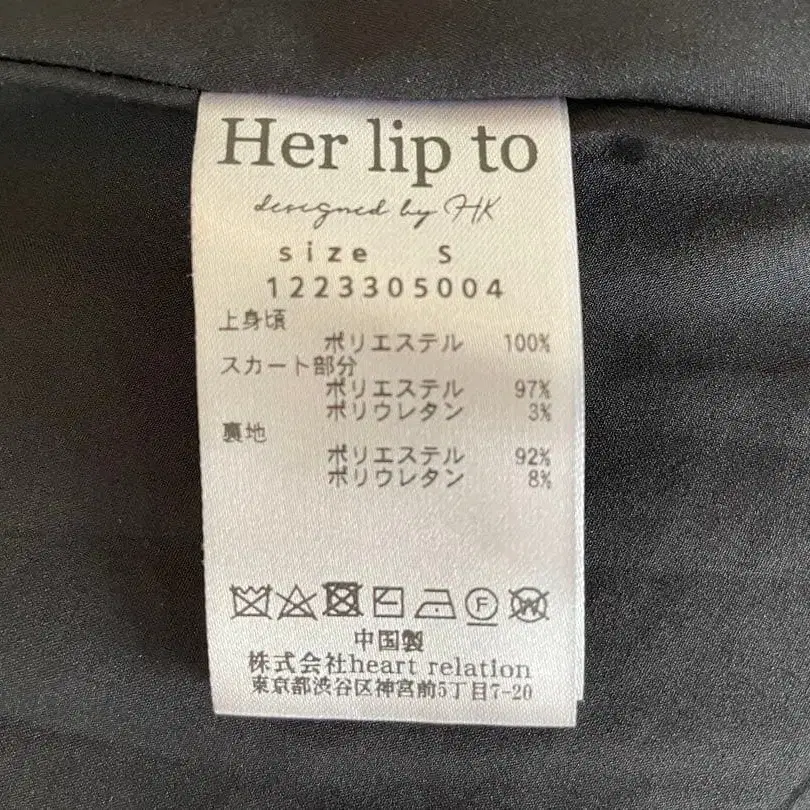 Her lip to
designed by HK
size S
1223305004
上身頃
ポリエステル 100%
スカート部分
ポリエステル 97%
ポリウレタン 3%
裏地
ポリエステル 92%
ポリウレタン 8%
F W
中国製
株式会社heart relation
東京都渋谷区神宮前5丁目7-20